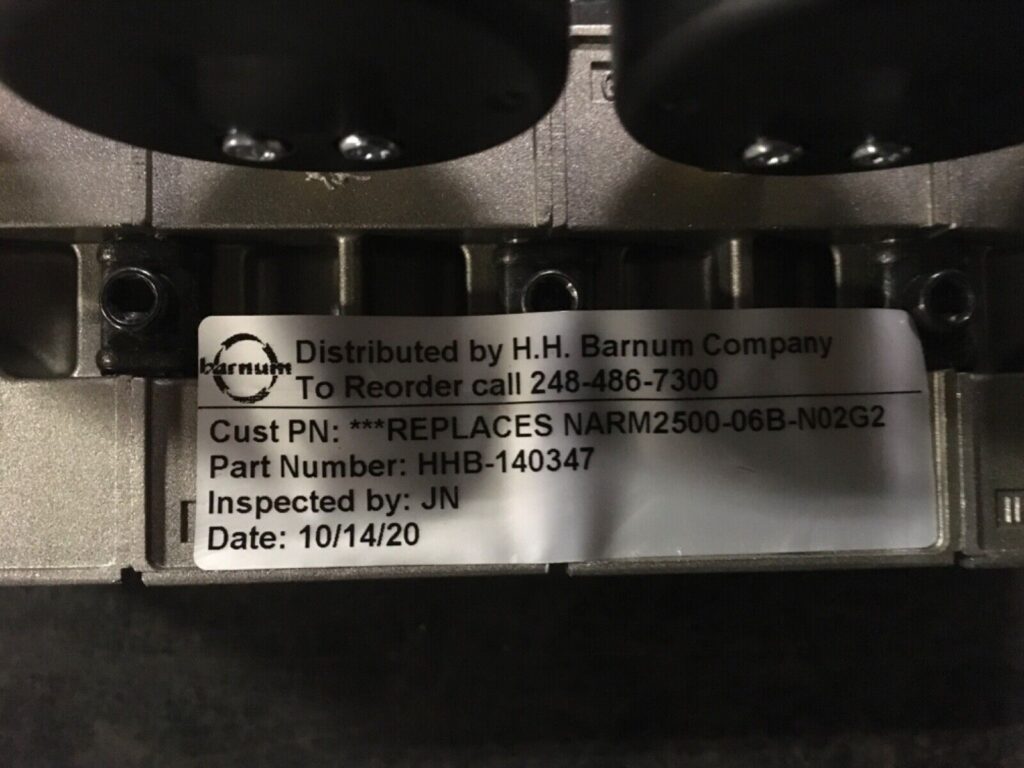 barnum
Distributed by H.H. Barnum Company
To Reorder call 248-486-7300
Cust PN: ***REPLACES NARM2500-06B-N02G2
Part Number: HHB-140347
Inspected by: JN
Date: 10/14/20